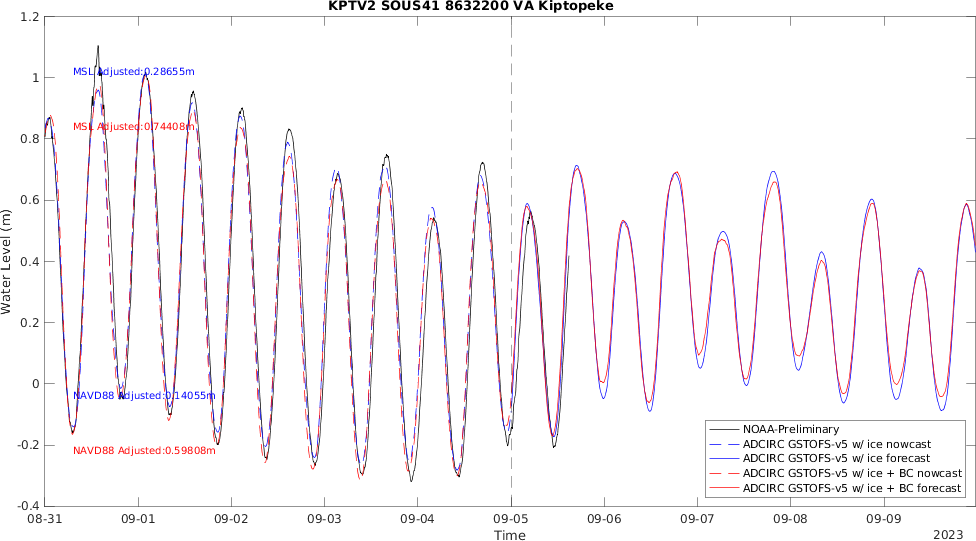 KPTV2 SOUS41 8632200 VA Kiptopeke
1.2
1
0.8
0.6
0.4
0.2
0
-0.2
-0.4
Water Level (m)
MSL Adjusted:0.28655m
MSL Adjusted:0.74408m
NAVD88 Adjusted:0.14055m
NAVD88 Adjusted:0.59808m
NOAA-Preliminary
ADCIRC GSTOFS-v5 w/ ice nowcast
ADCIRC GSTOFS-v5 w/ ice forecast
ADCIRC GSTOFS-v5 w/ ice + BC nowcast
ADCIRC GSTOFS-v5 w/ ice + BC forecast
08-31 09-01 09-02 09-03 09-04 09-05 09-06 09-07 09-08 09-09
Time
2023